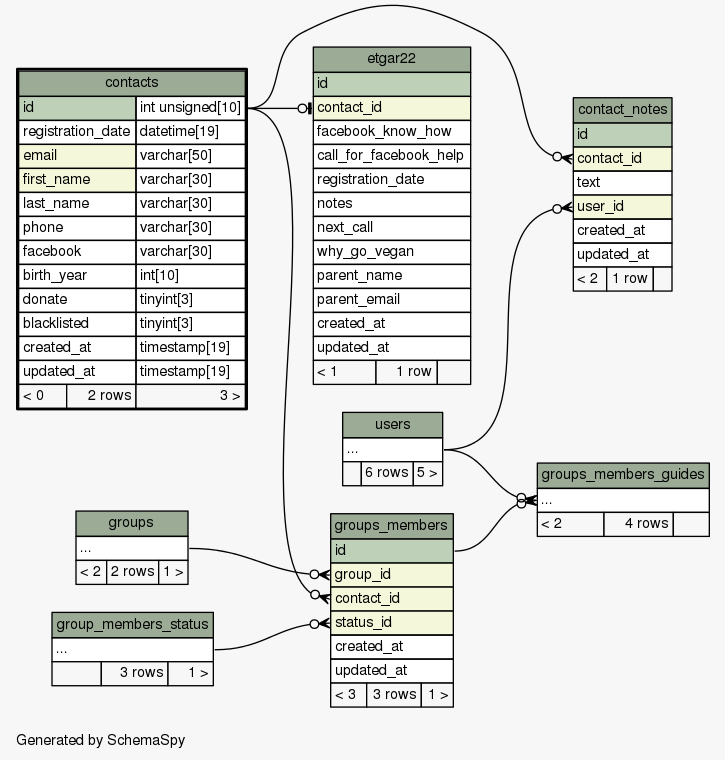 contacts
id int unsigned[10]
registration_date datetime[19]
email varchar[50]
first_name varchar[30]
last_name varchar[30]
phone varchar[30]
facebook varchar[30]
birth_year int[10]
donate tinyint[3]
blacklisted tinyint[3]
created_at timestamp[19]
updated_at timestamp[19]
< 0 2 rows 3 >
etgar22
id
contact_id
facebook_know_how
call_for_facebook_help
registration_date
notes
next_call
why_go_vegan
parent_name
parent_email
created_at
updated_at
< 1 1 row
contact_notes
id
contact_id
text
user_id
created_at
updated_at
< 2 1 row
users
...
6 rows 5 >
groups_members_guides
...
< 2 4 rows
groups
...
< 2 2 rows 1 >
groups_members
id
group_id
contact_id
status_id
created_at
updated_at
< 3 3 rows 1 >
group_members_status
...
3 rows 1 >
Generated by SchemaSpy